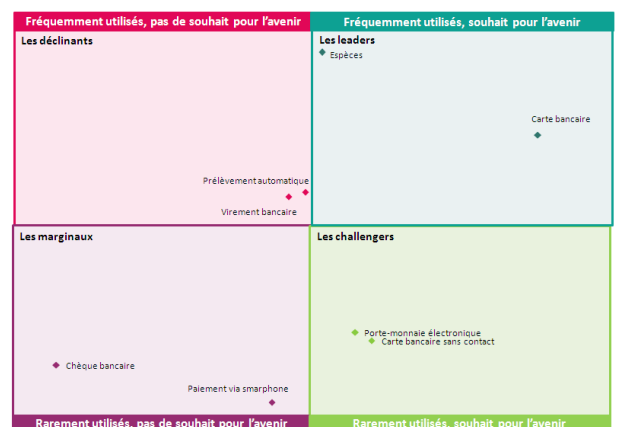 Fréquemment utilisés, pas de souhait pour l'avenir
Fréquemment utilisés, souhait pour l'avenir
Les déclinants
Les leaders
Espèces
Carte bancaire
Prélèvement automatique
Virement bancaire
Les marginaux
Les challengers
Porte-monnaie électronique
Carte bancaire sans contact
Chèque bancaire
Paiement via smarphone
Rarement utilisés, pas de souhait pour l'avenir
Rarement utilisés, souhait pour l'avenir